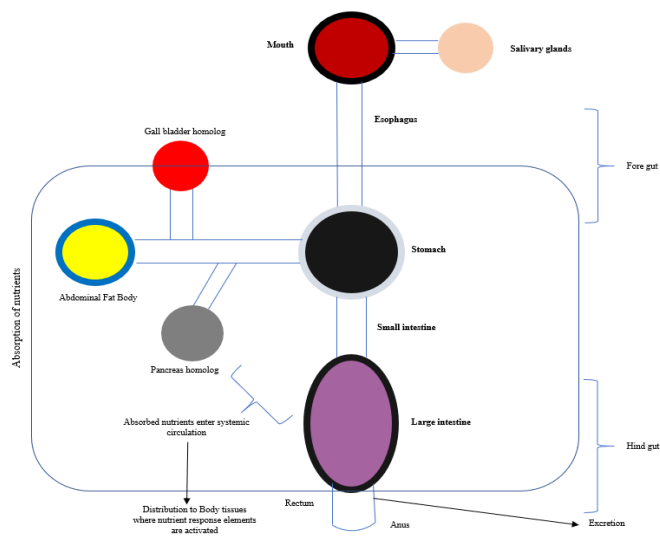 Mouth
Salivary glands
Esophagus
Gall bladder homolog
Fore gut
Stomach
Abdominal Fat Body
Absorption of nutrients
Small intestine
Pancreas homolog
Absorbed nutrients enter systemic
circulation
Large intestine
Hind gut
Rectum
Distribution to Body tissues
where nutrient response elements
are activated
Anus
Excretion